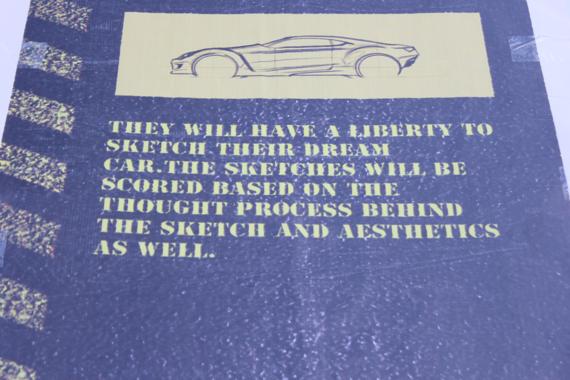 THEY WILL HAVE A LIBERTY TO
SKETCH THEIR DREAM
CAR.THE SKETCHES WILL BE
SCORED BASED ON THE
THOUGHT PROCESS BEHIND
THE SKETCH AND AESTHETICS
AS WELL.